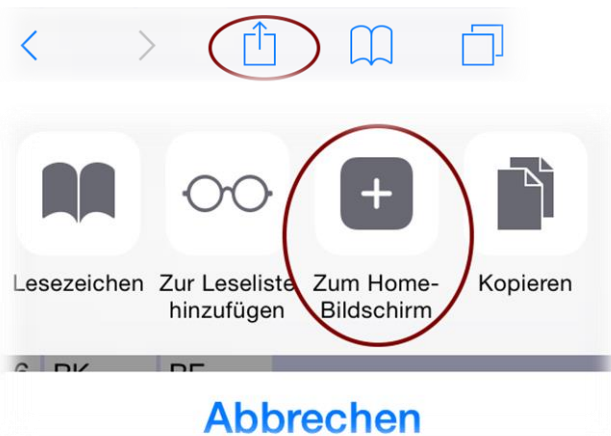 Lesezeichen Zur Leseliste Zum Home- Kopieren
hinzufügen Bildschirm
Abbrechen